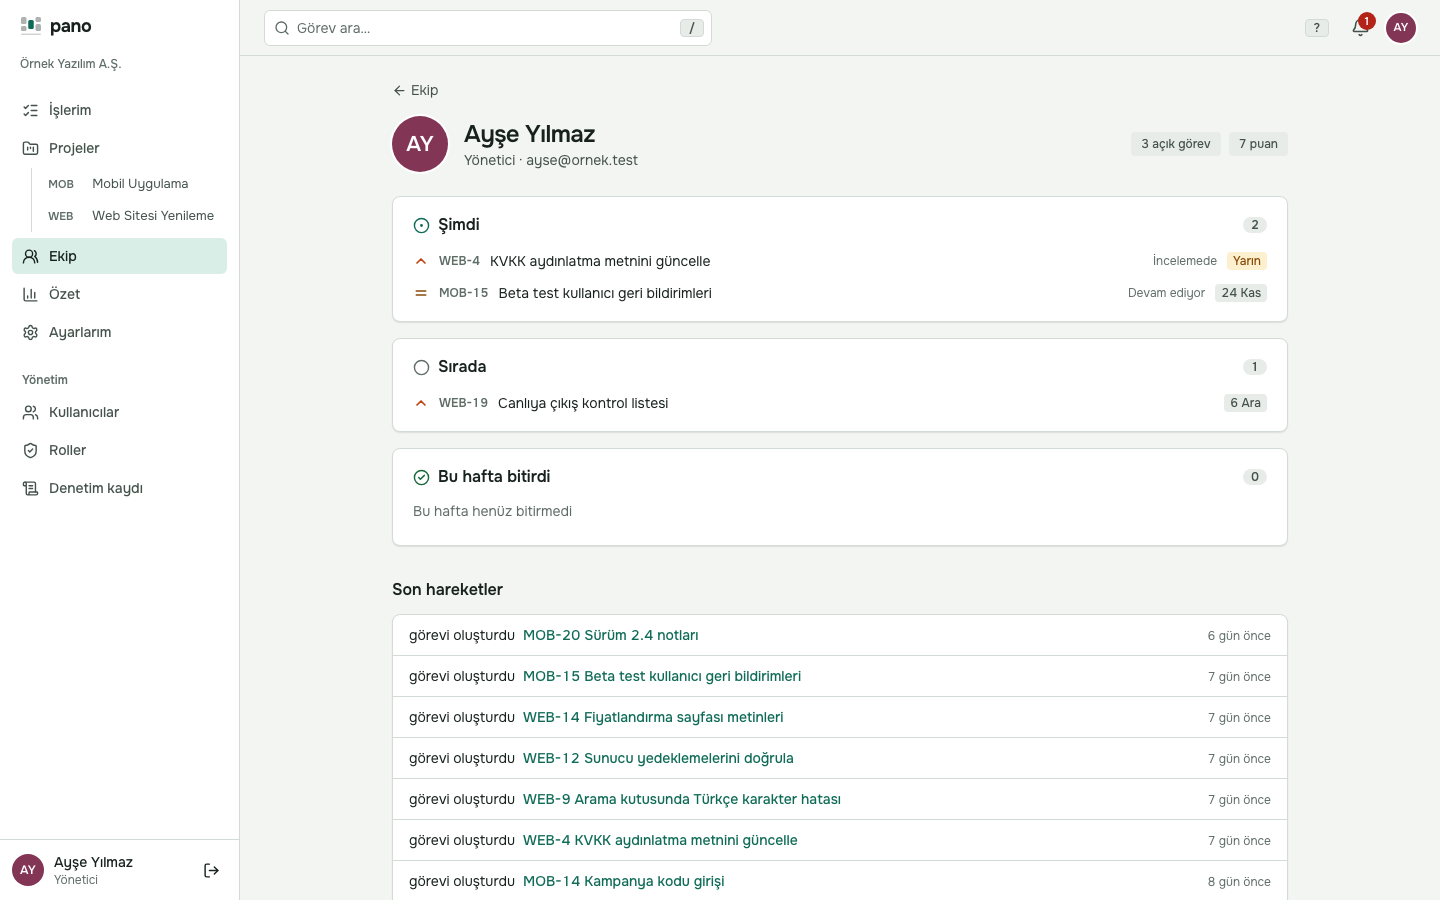 pano
Örnek Yazılım A.Ş.
İşlerim
Projeler
MOB Mobil Uygulama
WEB Web Sitesi Yenileme
Ekip
Özet
Ayarlarım
Yönetim
Kullanıcılar
Roller
Denetim kaydı
AY Ayşe Yılmaz
Yönetici
Görev ara... /
? 1 AY
Ekip
AY Ayşe Yılmaz
Yönetici · ayse@ornek.test
3 açık görev 7 puan
Şimdi 2
WEB-4 KVKK aydınlatma metnini güncelle İncelemede Yarın
MOB-15 Beta test kullanıcı geri bildirimleri Devam ediyor 24 Kas
Sırada 1
WEB-19 Canlıya çıkış kontrol listesi 6 Ara
Bu hafta bitirdi 0
Bu hafta henüz bitirmedi
Son hareketler
görevi oluşturdu MOB-20 Sürüm 2.4 notları 6 gün önce
görevi oluşturdu MOB-15 Beta test kullanıcı geri bildirimleri 7 gün önce
görevi oluşturdu WEB-14 Fiyatlandırma sayfası metinleri 7 gün önce
görevi oluşturdu WEB-12 Sunucu yedeklemelerini doğrula 7 gün önce
görevi oluşturdu WEB-9 Arama kutusunda Türkçe karakter hatası 7 gün önce
görevi oluşturdu WEB-4 KVKK aydınlatma metnini güncelle 7 gün önce
görevi oluşturdu MOB-14 Kampanya kodu girişi 8 gün önce